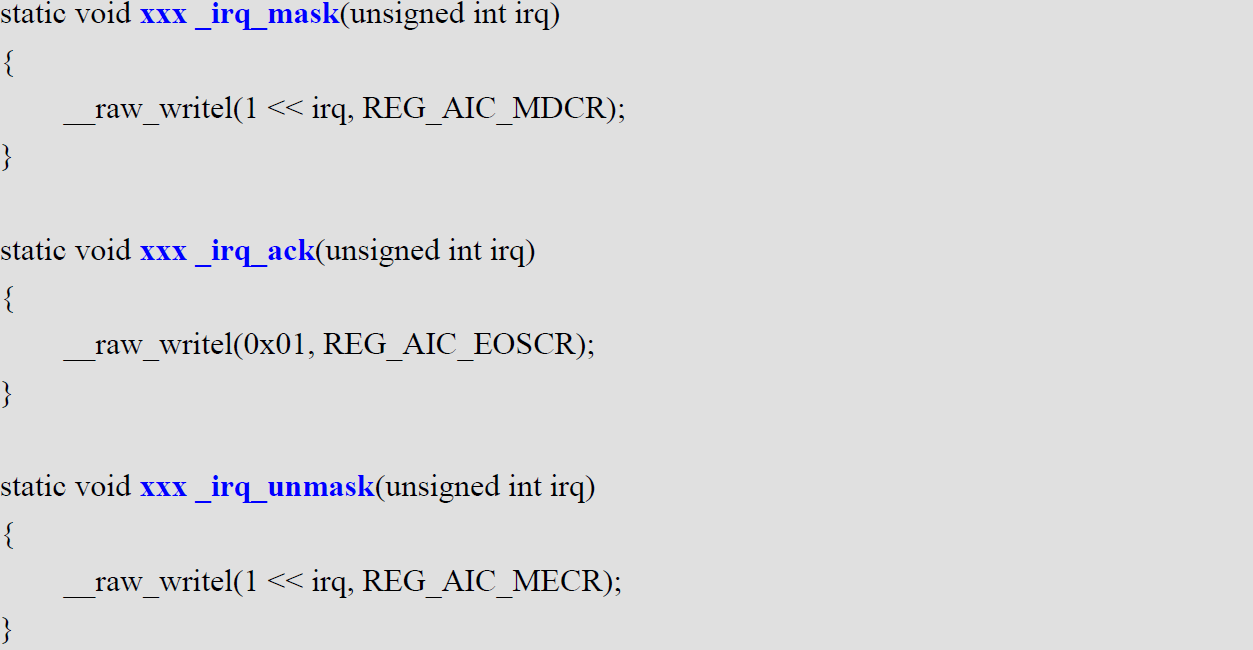 static void xxx _irq_mask(unsigned int irq)
{
__raw_writel(1 << irq, REG_AIC_MDCR);
}
static void xxx _irq_ack(unsigned int irq)
{
__raw_writel(0x01, REG_AIC_EOSCR);
}
static void xxx _irq_unmask(unsigned int irq)
{
__raw_writel(1 << irq, REG_AIC_MECR);
}